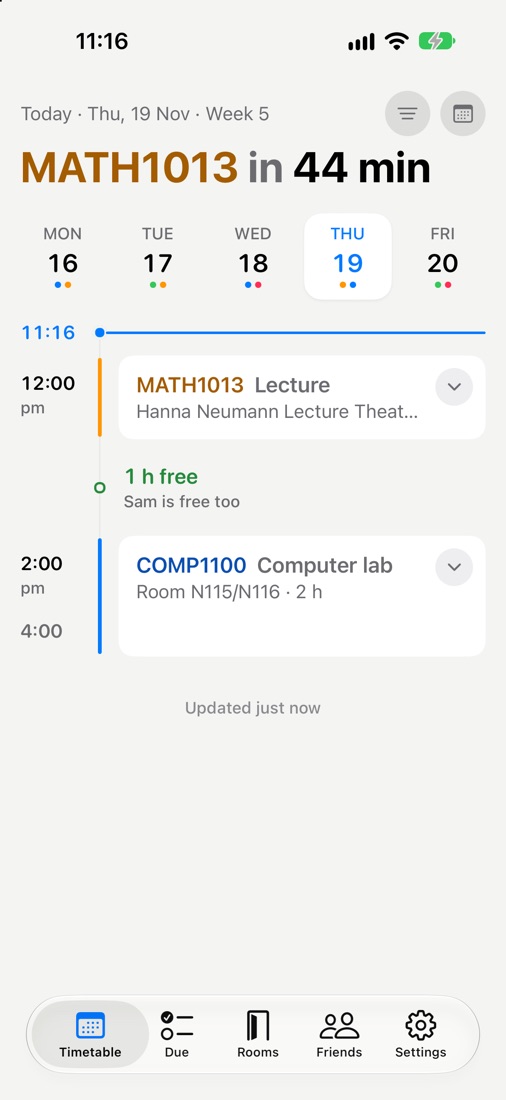 11:16
Today · Thu, 19 Nov · Week 5
MATH1013 in 44 min
MON TUE WED THU FRI
16 17 18 19 20
11:16
12:00 pm
MATH1013 Lecture
Hanna Neumann Lecture Theat...
1 h free
Sam is free too
2:00 pm
4:00
COMP1100 Computer lab
Room N115/N116 · 2 h
Updated just now
Timetable Due Rooms Friends Settings